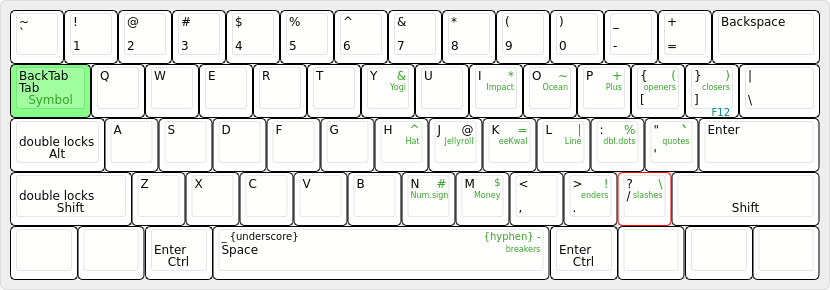 ~ ! @ # $ % ^ & * ( ) _ + Backspace
` 1 2 3 4 5 6 7 8 9 0 - =
BackTab Q W E R T Y & U I * O ~ P + { ( } ) |
Tab Yogi Impact Ocean Plus openers closers
Symbol [ ] \
F12
A S D F G H ^ J @ K = L | : % " ` Enter
double locks Hat Jellyroll eeKwal Line dbl.dots quotes
Alt '
Z X C V B N # M $ < > ! ? \
double locks Num.sign Money enders / slashes
Shift , . Shift
_ {underscore} {hyphen} -
Enter Space breakers Enter
Ctrl Ctrl